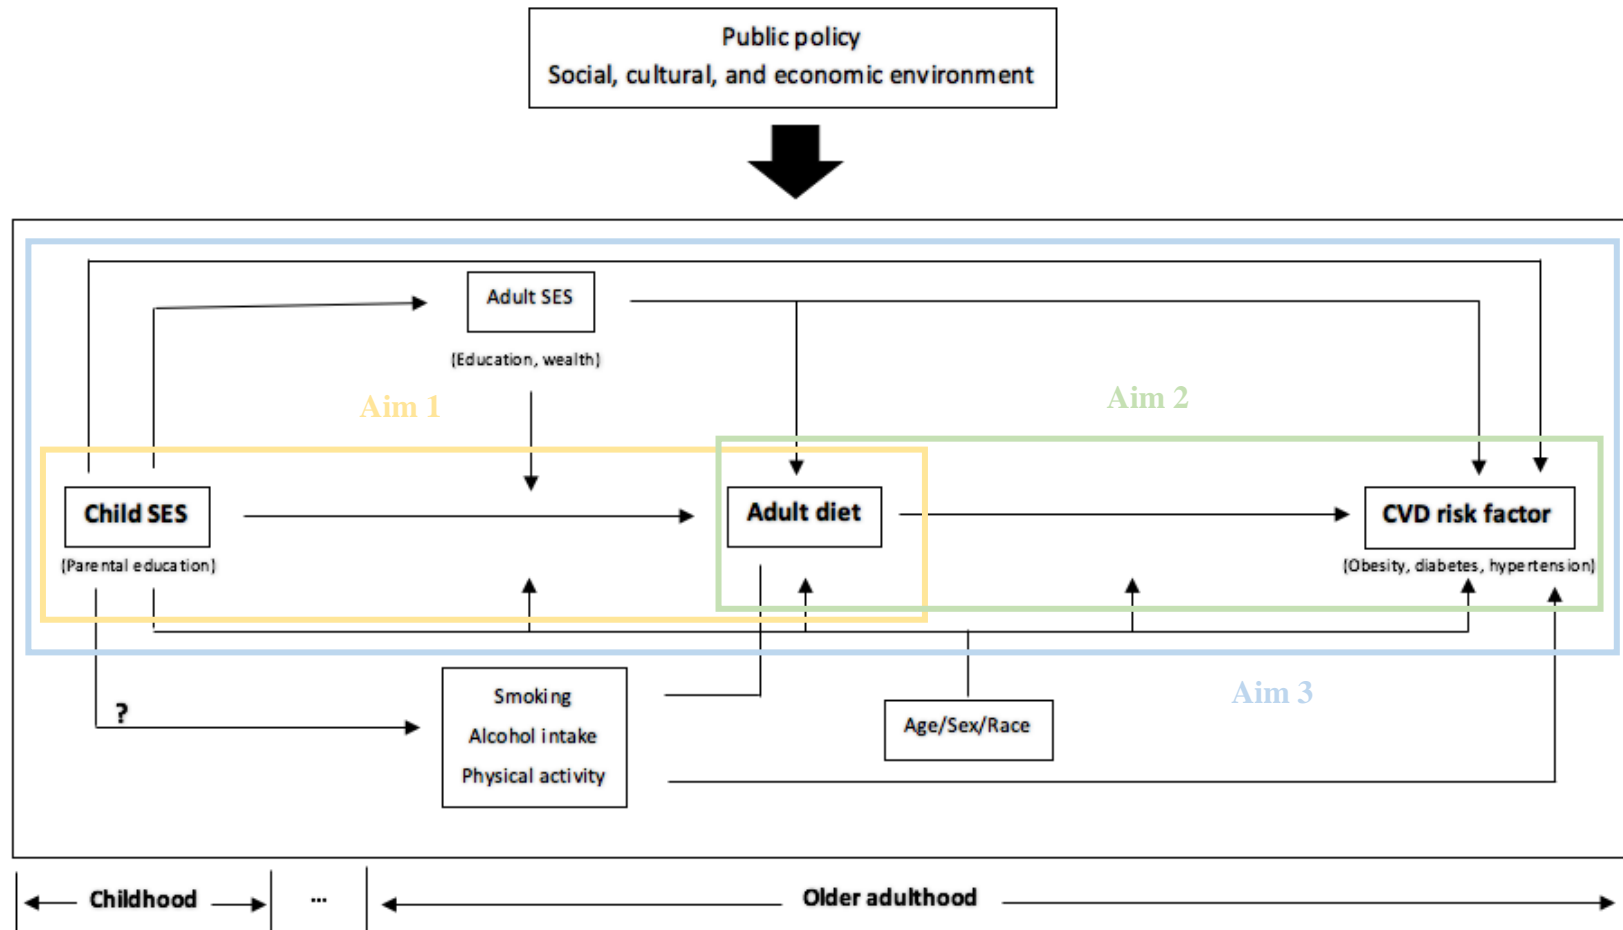 Public policy
Social, cultural, and economic environment
Adult SES
(Education, wealth)
Aim 1
Aim 2
Child SES
(Parental education)
Adult diet
CVD risk factor
(Obesity, diabetes, hypertension)
?
Smoking
Alcohol intake
Physical activity
Age/Sex/Race
Aim 3
Childhood
...
Older adulthood